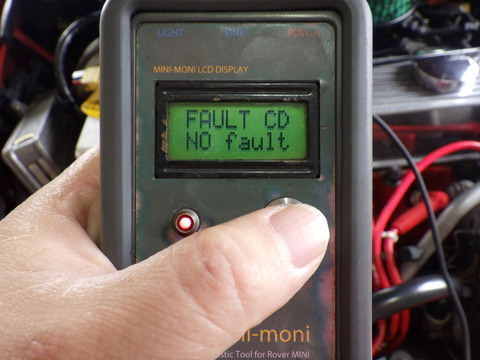 LIGHT LINK POWER
MINI-MONI LCD DISPLAY
FAULT CD
NO fault
ni-moni
stic Tool for Rover MINI